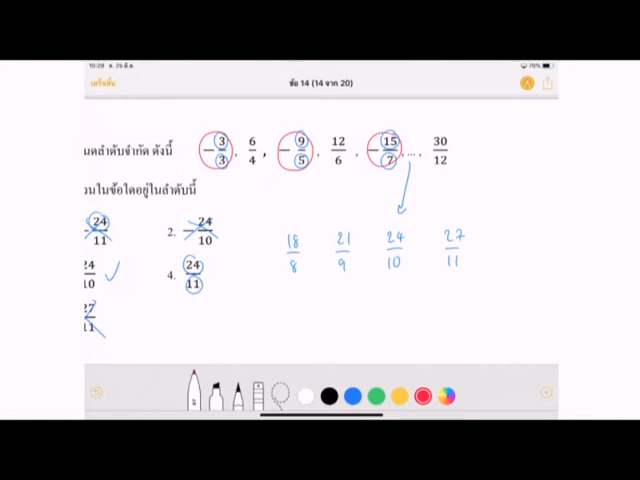 10:29 อ. 25 มี.ค. 70%
เสร็จสิ้น ข้อ 14 (14 จาก 20)
นดลำดับจำกัด ดังนี้ -3/3, 6/4, -9/5, 12/6, -15/7, ..., 30/12
วนในข้อใดอยู่ในลำดับนี้
-24/11 2. -24/10
24/10 4. 24/11
27/11
18/8 21/9 24/10 27/11